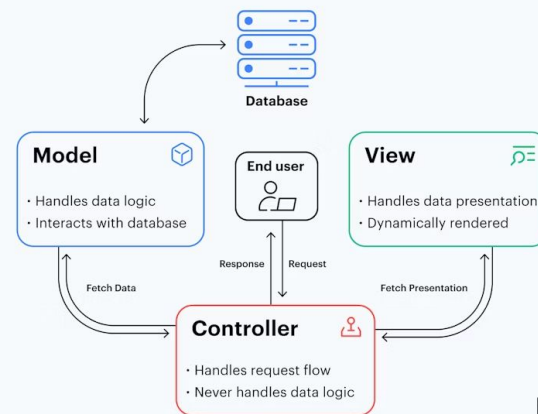 Database
Model
· Handles data logic
· Interacts with database
End user
View
· Handles data presentation
· Dynamically rendered
Response
Request
Fetch Data
Fetch Presentation
Controller
· Handles request flow
· Never handles data logic